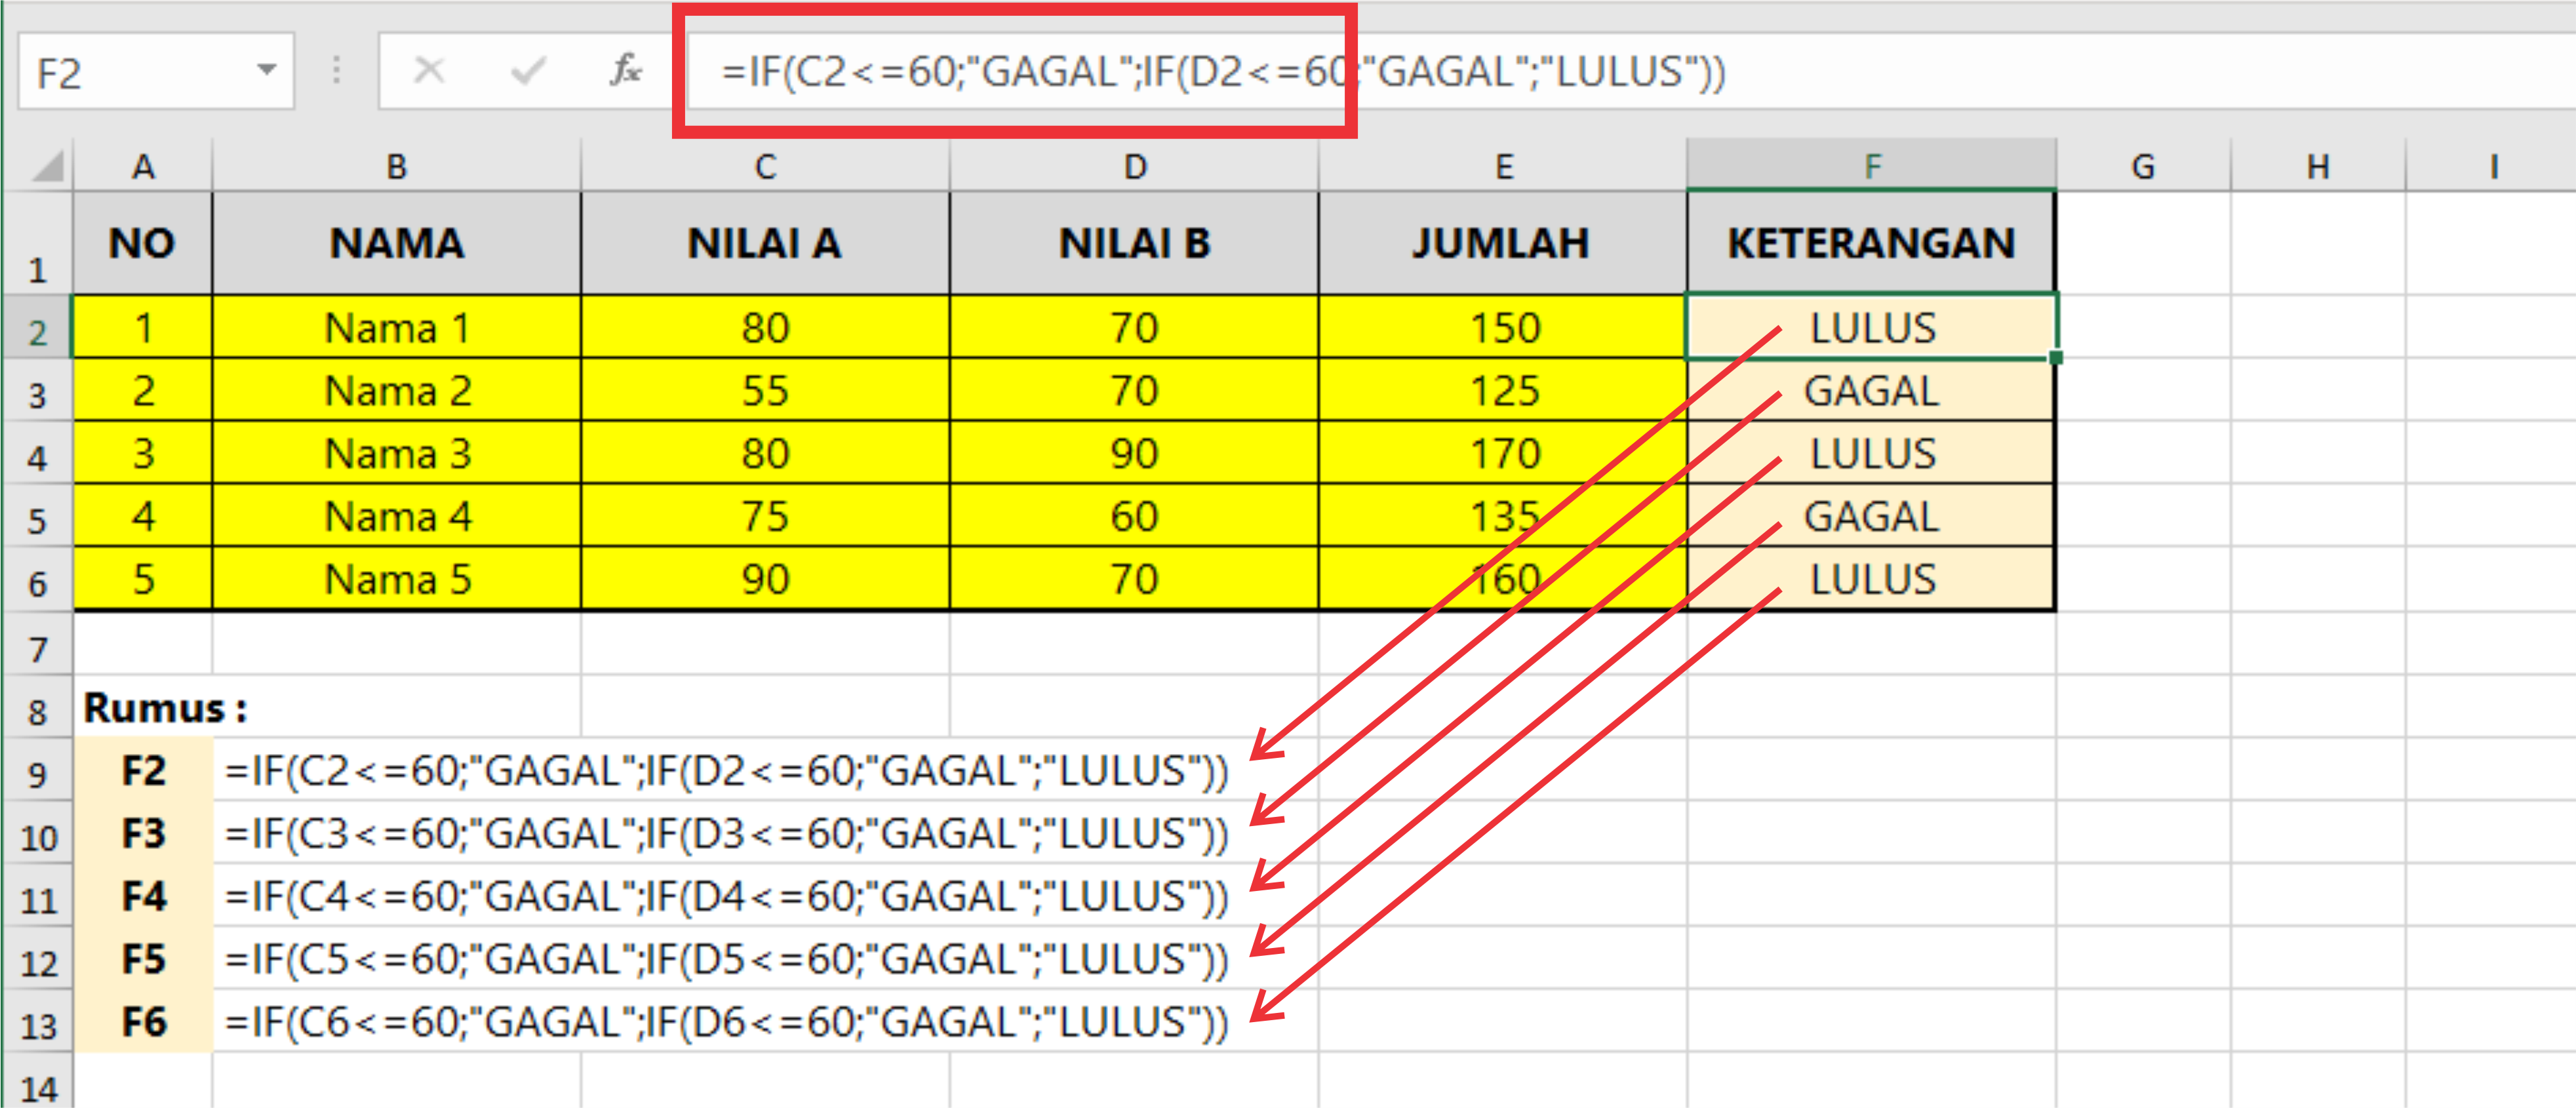 F2 fx =IF(C2<=60;"GAGAL";IF(D2<=60;"GAGAL";"LULUS"))
A B C D E F G H I
1 NO NAMA NILAI A NILAI B JUMLAH KETERANGAN
2 1 Nama 1 80 70 150 LULUS
3 2 Nama 2 55 70 125 GAGAL
4 3 Nama 3 80 90 170 LULUS
5 4 Nama 4 75 60 135 GAGAL
6 5 Nama 5 90 70 160 LULUS
7
8 Rumus :
9 F2 =IF(C2<=60;"GAGAL";IF(D2<=60;"GAGAL";"LULUS"))
10 F3 =IF(C3<=60;"GAGAL";IF(D3<=60;"GAGAL";"LULUS"))
11 F4 =IF(C4<=60;"GAGAL";IF(D4<=60;"GAGAL";"LULUS"))
12 F5 =IF(C5<=60;"GAGAL";IF(D5<=60;"GAGAL";"LULUS"))
13 F6 =IF(C6<=60;"GAGAL";IF(D6<=60;"GAGAL";"LULUS"))
14